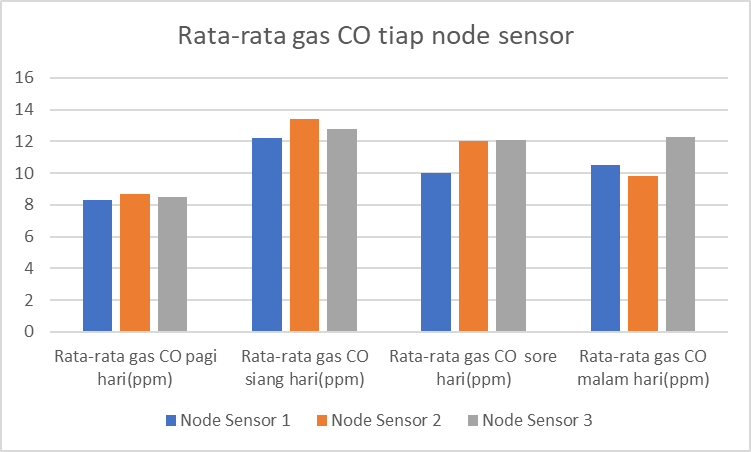 Rata-rata gas CO tiap node sensor
16
14
12
10
8
6
4
2
0
Rata-rata gas CO pagi hari(ppm)
Rata-rata gas CO siang hari(ppm)
Rata-rata gas CO sore hari(ppm)
Rata-rata gas CO malam hari(ppm)
Node Sensor 1
Node Sensor 2
Node Sensor 3